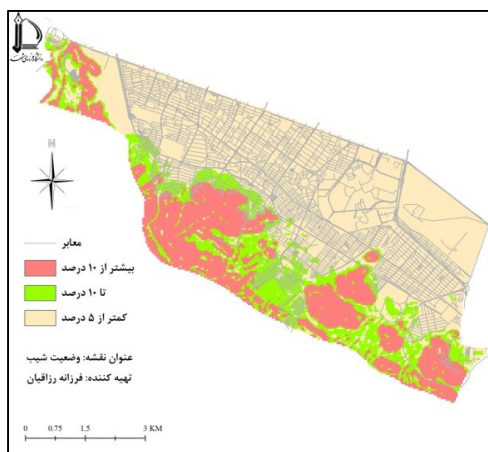 N
معابر
بیشتر از ۱۰ درصد
تا ۱۰ درصد
کمتر از ۵ درصد
عنوان نقشه: وضعیت شیب
تهیه کننده: فرزانه رزاقیان
0 0.75 1.5 3 KM